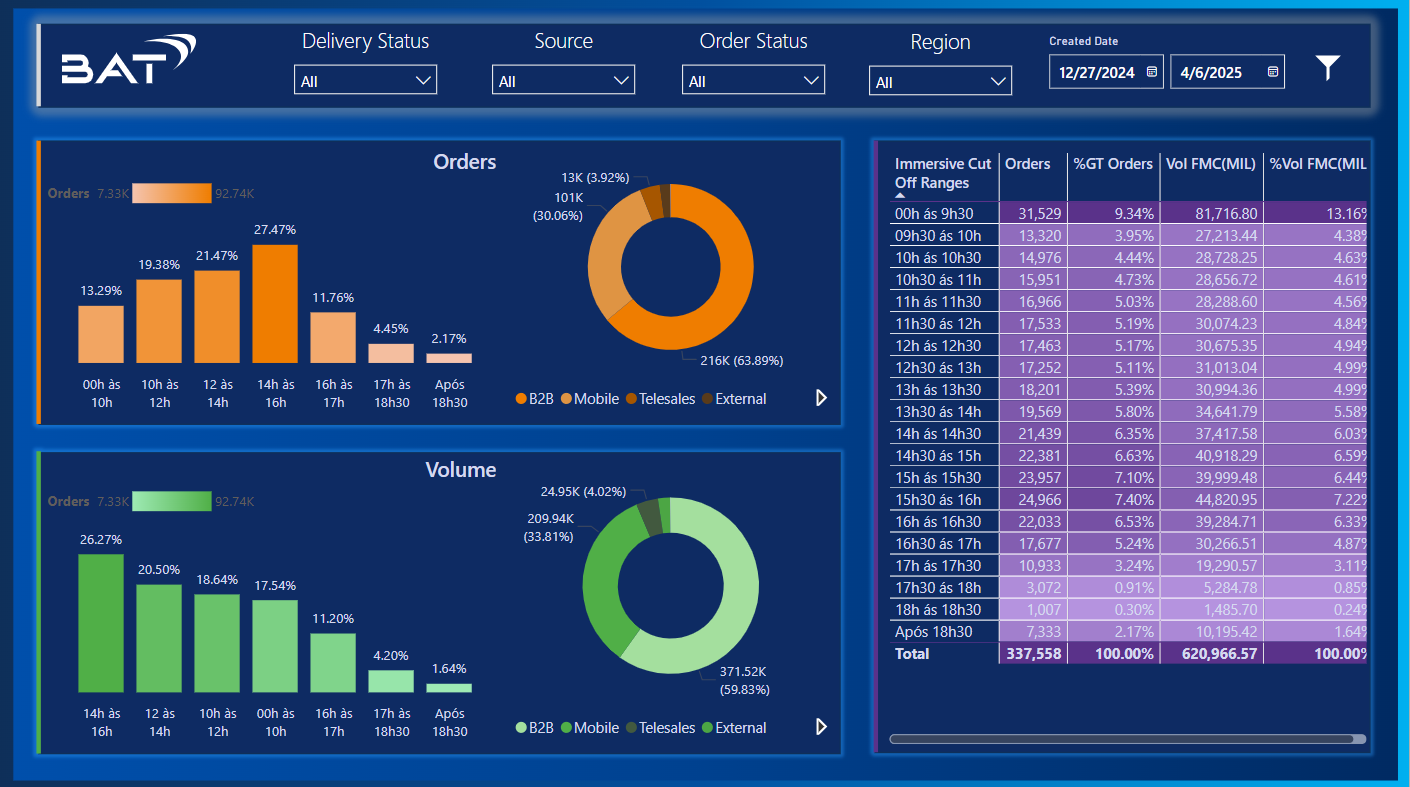 BAT
Delivery Status
All
Source
All
Order Status
All
Region
All
Created Date
12/27/2024
4/6/2025
Orders
Orders 7.33K 92.74K
13.29%
19.38%
21.47%
27.47%
11.76%
4.45%
2.17%
00h às 10h
10h às 12h
12 às 14h
14h às 16h
16h às 17h
17h às 18h30
Após 18h30
13K (3.92%)
101K
(30.06%)
216K (63.89%)
B2B Mobile Telesales External
Volume
Orders 7.33K 92.74K
26.27%
20.50%
18.64%
17.54%
11.20%
4.20%
1.64%
14h às 16h
12 às 14h
10h às 12h
00h às 10h
16h às 17h
17h às 18h30
Após 18h30
24.95K (4.02%)
209.94K
(33.81%)
371.52K
(59.83%)
B2B Mobile Telesales External
Immersive Cut Off Ranges Orders %GT Orders Vol FMC(MIL) %Vol FMC(MIL
00h ás 9h30 31,529 9.34% 81,716.80 13.16%
09h30 ás 10h 13,320 3.95% 27,213.44 4.38%
10h ás 10h30 14,976 4.44% 28,728.25 4.63%
10h30 ás 11h 15,951 4.73% 28,656.72 4.61%
11h ás 11h30 16,966 5.03% 28,288.60 4.56%
11h30 ás 12h 17,533 5.19% 30,074.23 4.84%
12h ás 12h30 17,463 5.17% 30,675.35 4.94%
12h30 ás 13h 17,252 5.11% 31,013.04 4.99%
13h ás 13h30 18,201 5.39% 30,994.36 4.99%
13h30 ás 14h 19,569 5.80% 34,641.79 5.58%
14h ás 14h30 21,439 6.35% 37,417.58 6.03%
14h30 ás 15h 22,381 6.63% 40,918.29 6.59%
15h ás 15h30 23,957 7.10% 39,999.48 6.44%
15h30 ás 16h 24,966 7.40% 44,820.95 7.22%
16h ás 16h30 22,033 6.53% 39,284.71 6.33%
16h30 ás 17h 17,677 5.24% 30,266.51 4.87%
17h ás 17h30 10,933 3.24% 19,290.57 3.11%
17h30 ás 18h 3,072 0.91% 5,284.78 0.85%
18h ás 18h30 1,007 0.30% 1,485.70 0.24%
Após 18h30 7,333 2.17% 10,195.42 1.64%
Total 337,558 100.00% 620,966.57 100.00%